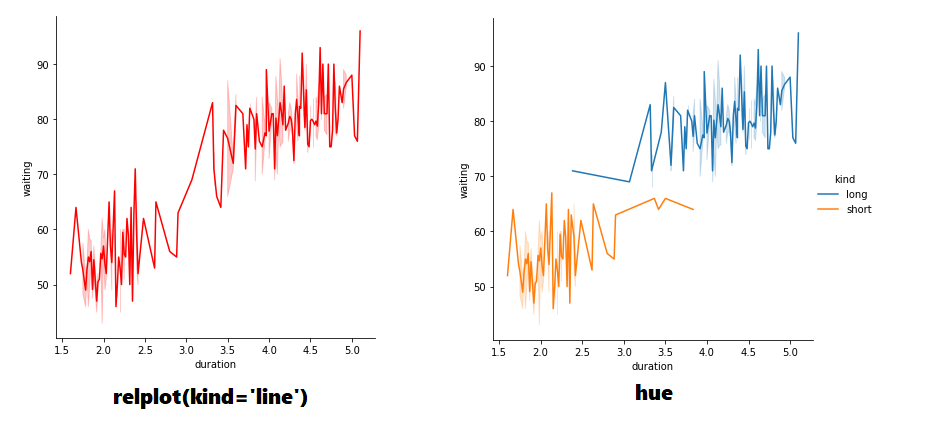 90
80
70
60
50
waiting
1.5 2.0 2.5 3.0 3.5 4.0 4.5 5.0
duration
relplot(kind='line')
90
80
70
60
50
waiting
1.5 2.0 2.5 3.0 3.5 4.0 4.5 5.0
duration
kind
long
short
hue